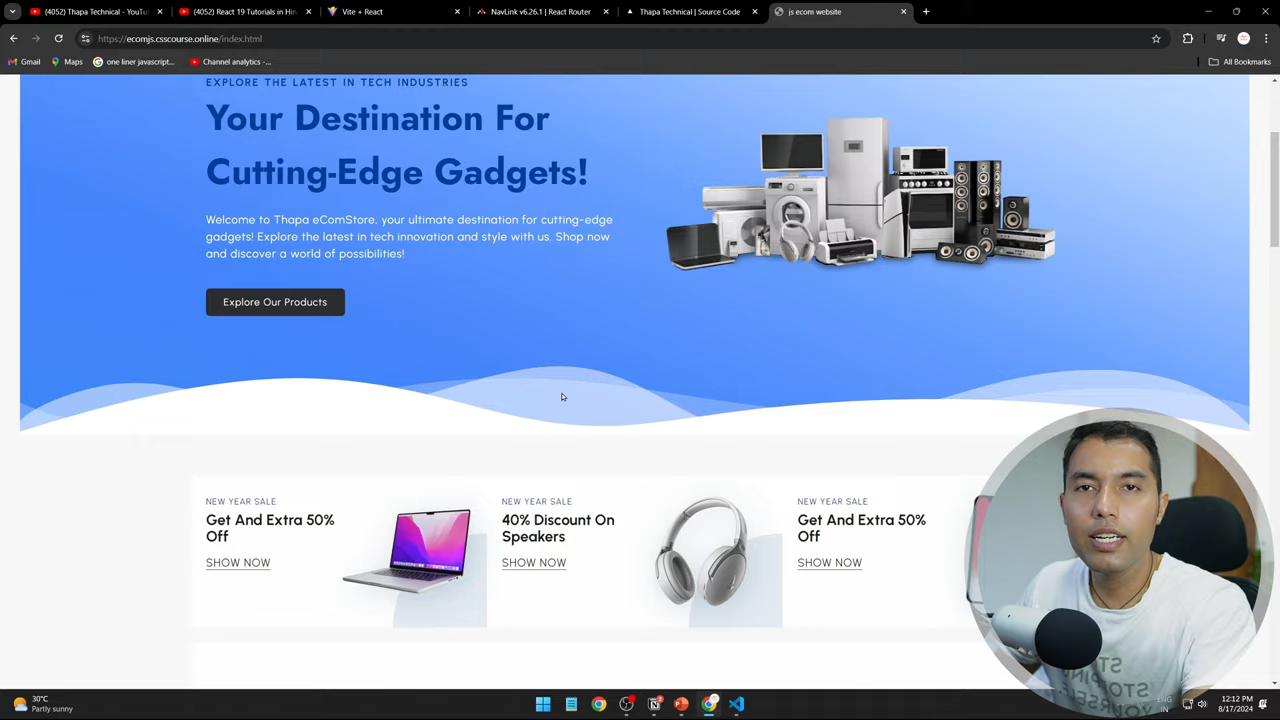 (4052) Thapa Technical - YouTu
(4052) React 19 Tutorials in Hin
Vite + React
NavLink v6.26.1 | React Router
Thapa Technical | Source Code
js ecom website
https://ecomjs.csscourse.online/index.html
Gmail
Maps
one liner javascript...
Channel analytics -...
All Bookmarks
EXPLORE THE LATEST IN TECH INDUSTRIES
Your Destination For
Cutting-Edge Gadgets!
Welcome to Thapa eComStore, your ultimate destination for cutting-edge
gadgets! Explore the latest in tech innovation and style with us. Shop now
and discover a world of possibilities!
Explore Our Products
NEW YEAR SALE
Get And Extra 50%
Off
SHOW NOW
NEW YEAR SALE
40% Discount On
Speakers
SHOW NOW
NEW YEAR SALE
Get And Extra 50%
Off
SHOW NOW
30°C
Partly sunny
ENG
IN
12:12 PM
8/17/2024